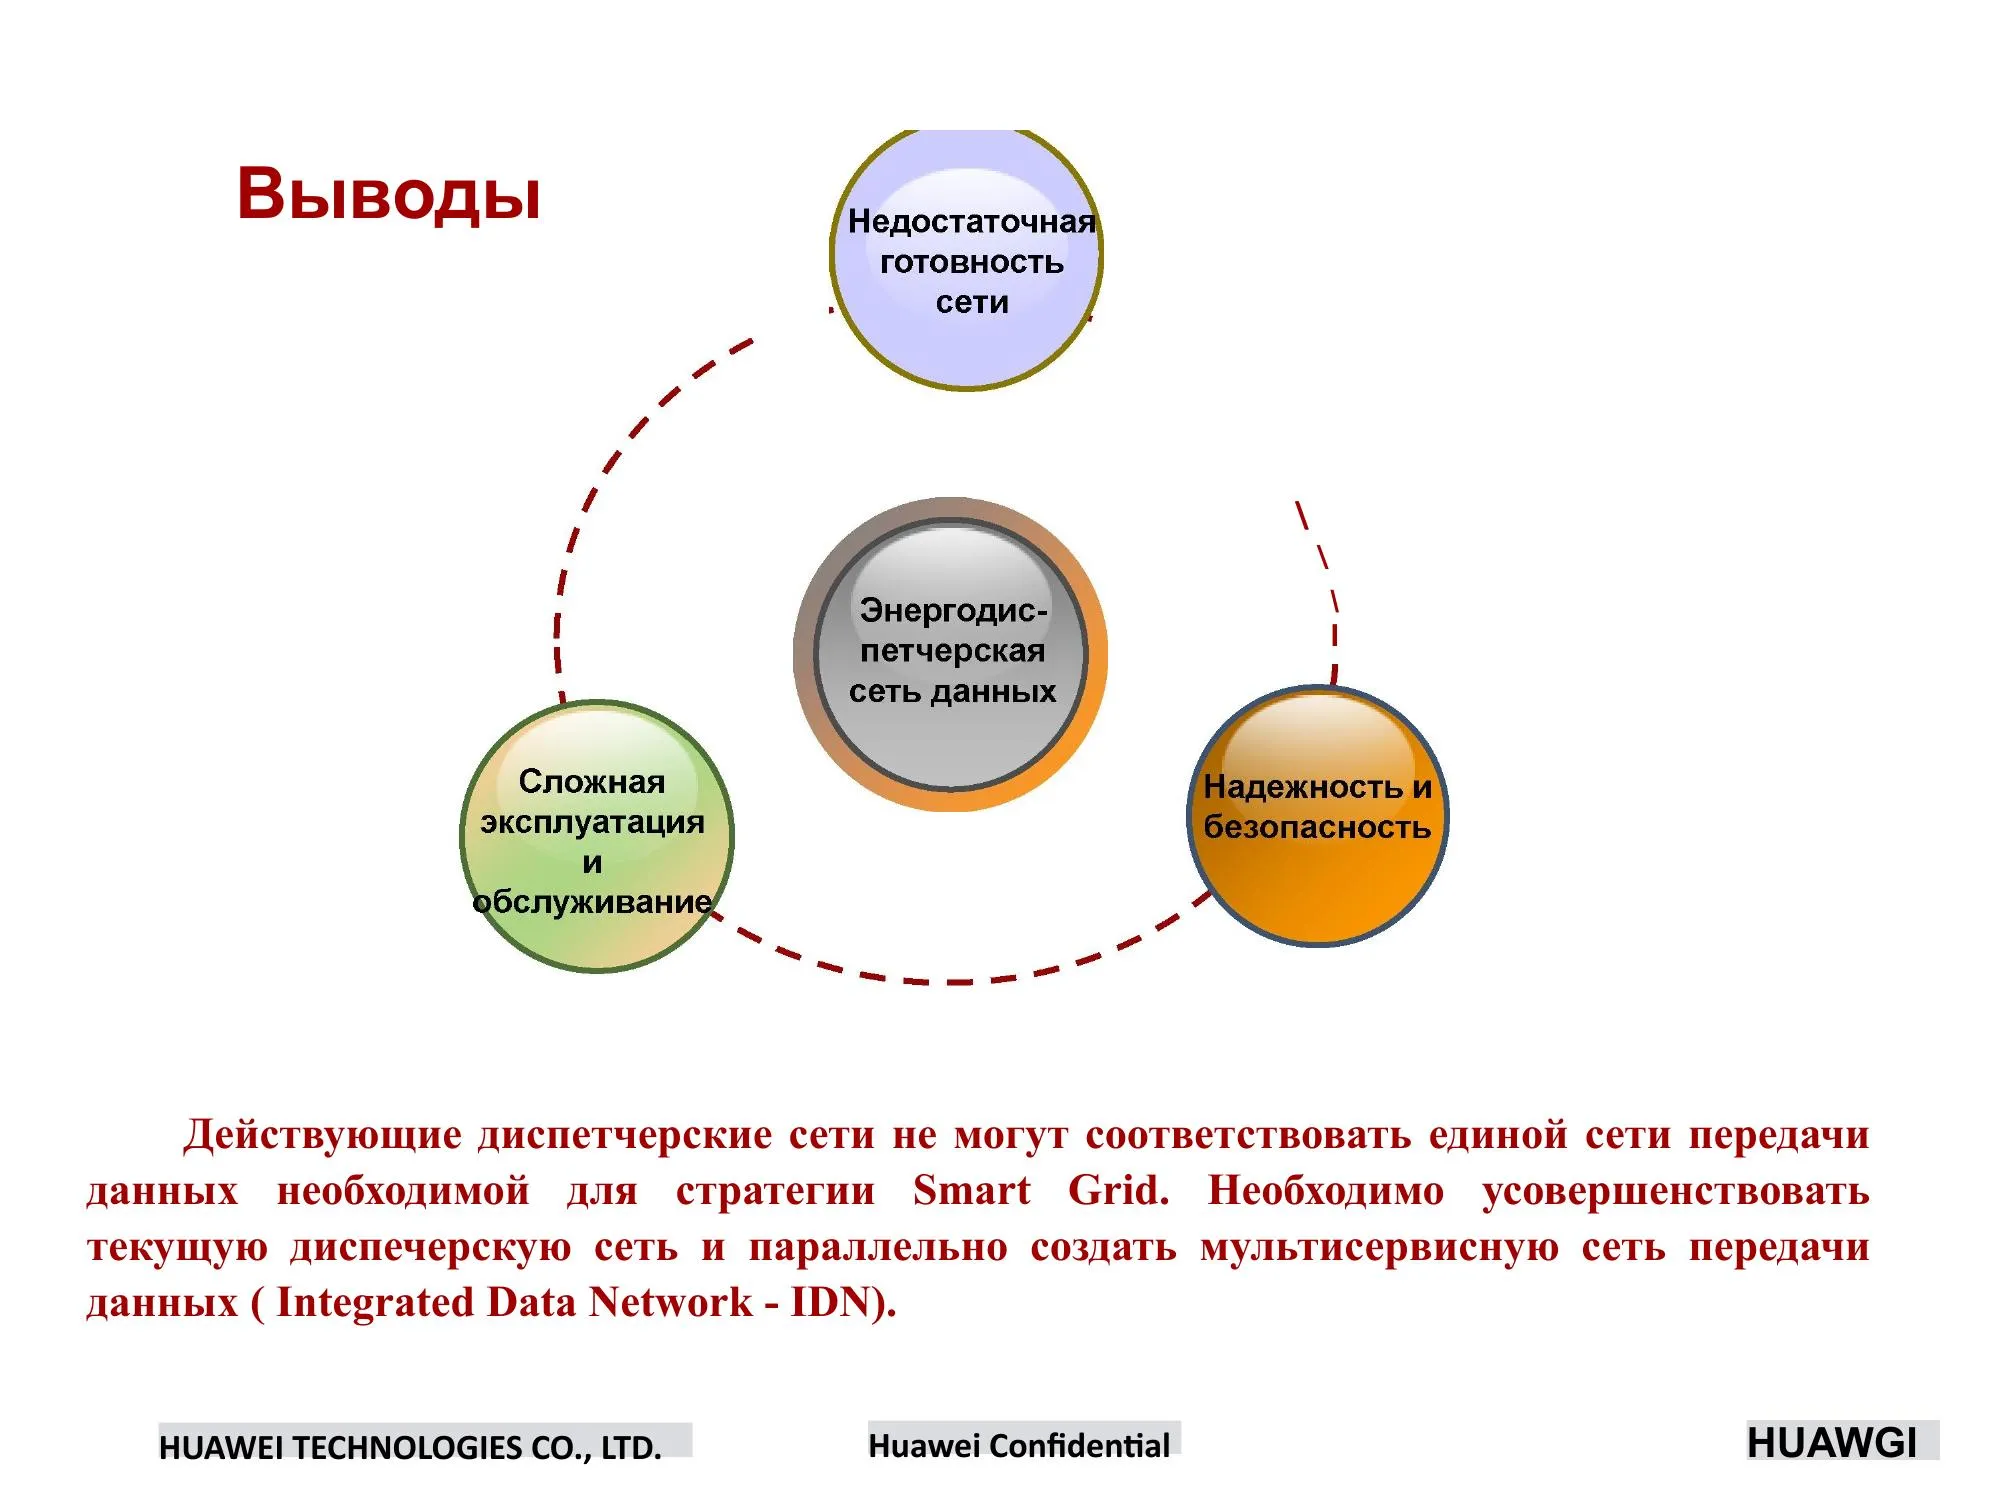 Выводы
Недостаточная
готовность
сети
Энергодис-
петчерская
сеть данных
Сложная
эксплуатация
и
обслуживание
Надежность и
безопасность
Действующие диспетчерские сети не могут соответствовать единой сети передачи
данных необходимой для стратегии Smart Grid. Необходимо усовершенствовать
текущую диспечерскую сеть и параллельно создать мультисервисную сеть передачи
данных ( Integrated Data Network - IDN).
HUAWEI TECHNOLOGIES CO., LTD.
Huawei Confidential
HUAWGI